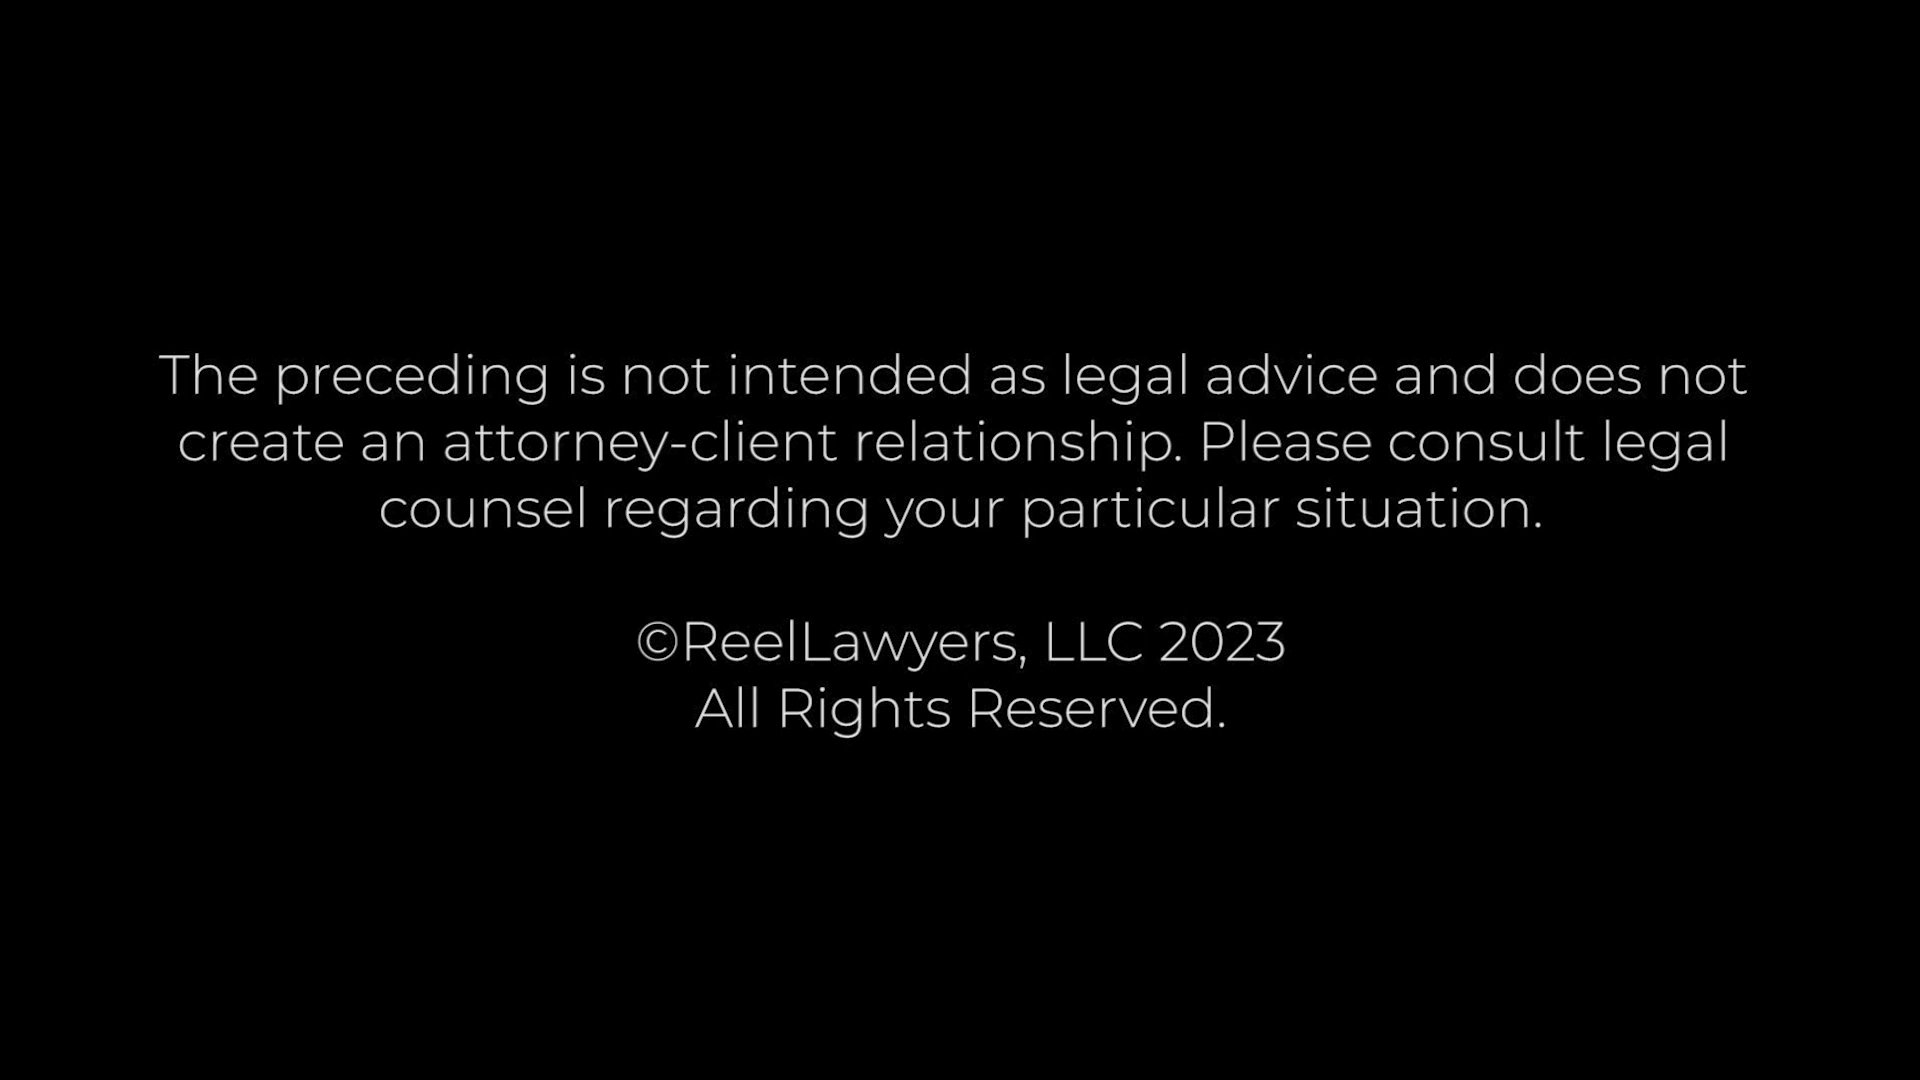 The preceding is not intended as legal advice and does not
create an attorney-client relationship. Please consult legal
counsel regarding your particular situation.
©ReelLawyers, LLC 2023
All Rights Reserved.